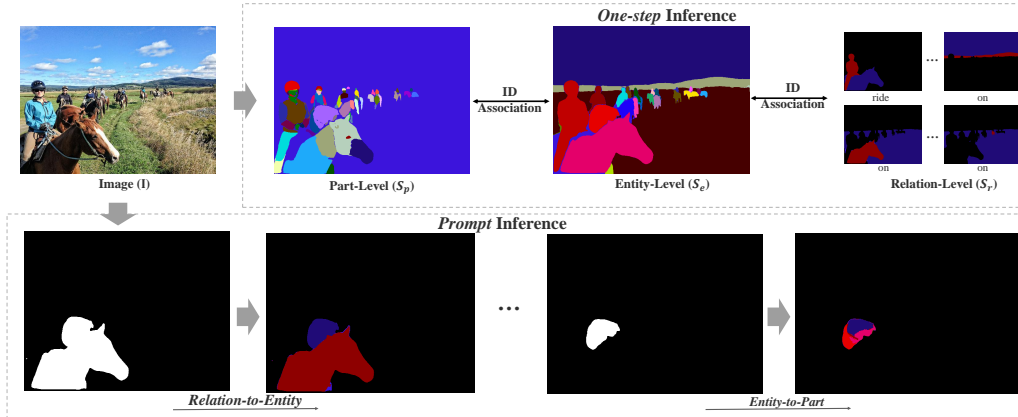 One-step Inference
ID
Association
ID
Association
ride
...
on
on
...
on
Image (I)
Part-Level (Sp)
Entity-Level (Se)
Relation-Level (Sr)
Prompt Inference
...
Relation-to-Entity
Entity-to-Part